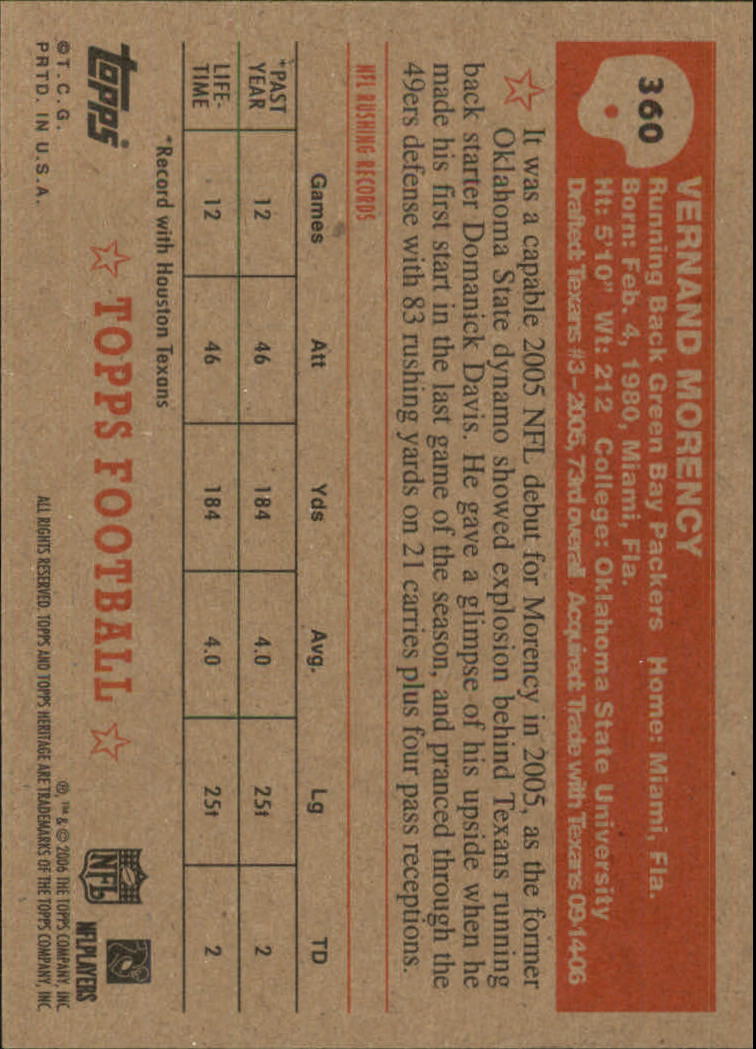 360
VERNAND MORENCY
Running Back Green Bay Packers Home: Miami, Fla.
Born: Feb. 4, 1980, Miami, Fla.
Ht: 5'10" Wt: 212 College: Oklahoma State University
Drafted: Texans #3–2005, 73rd overall Acquired: Trade with Texans 09-14-06
It was a capable 2005 NFL debut for Morency in 2005, as the former
Oklahoma State dynamo showed explosion behind Texans running
back starter Domanick Davis. He gave a glimpse of his upside when he
made his first start in the last game of the season, and pranced through the
49ers defense with 83 rushing yards on 21 carries plus four pass receptions.
NFL RUSHING RECORDS
Games Att Yds Avg. Lg TD
*PAST YEAR 12 46 184 4.0 25t 2
LIFE-TIME 12 46 184 4.0 25t 2
*Record with Houston Texans
topps
TOPPS FOOTBALL
NFL
NFLPLAYERS
© T. C. G.
PRTD. IN U.S.A.
®, ™ & © 2006 THE TOPPS COMPANY, INC
ALL RIGHTS RESERVED. TOPPS AND TOPPS HERITAGE ARE TRADEMARKS OF THE TOPPS COMPANY, INC